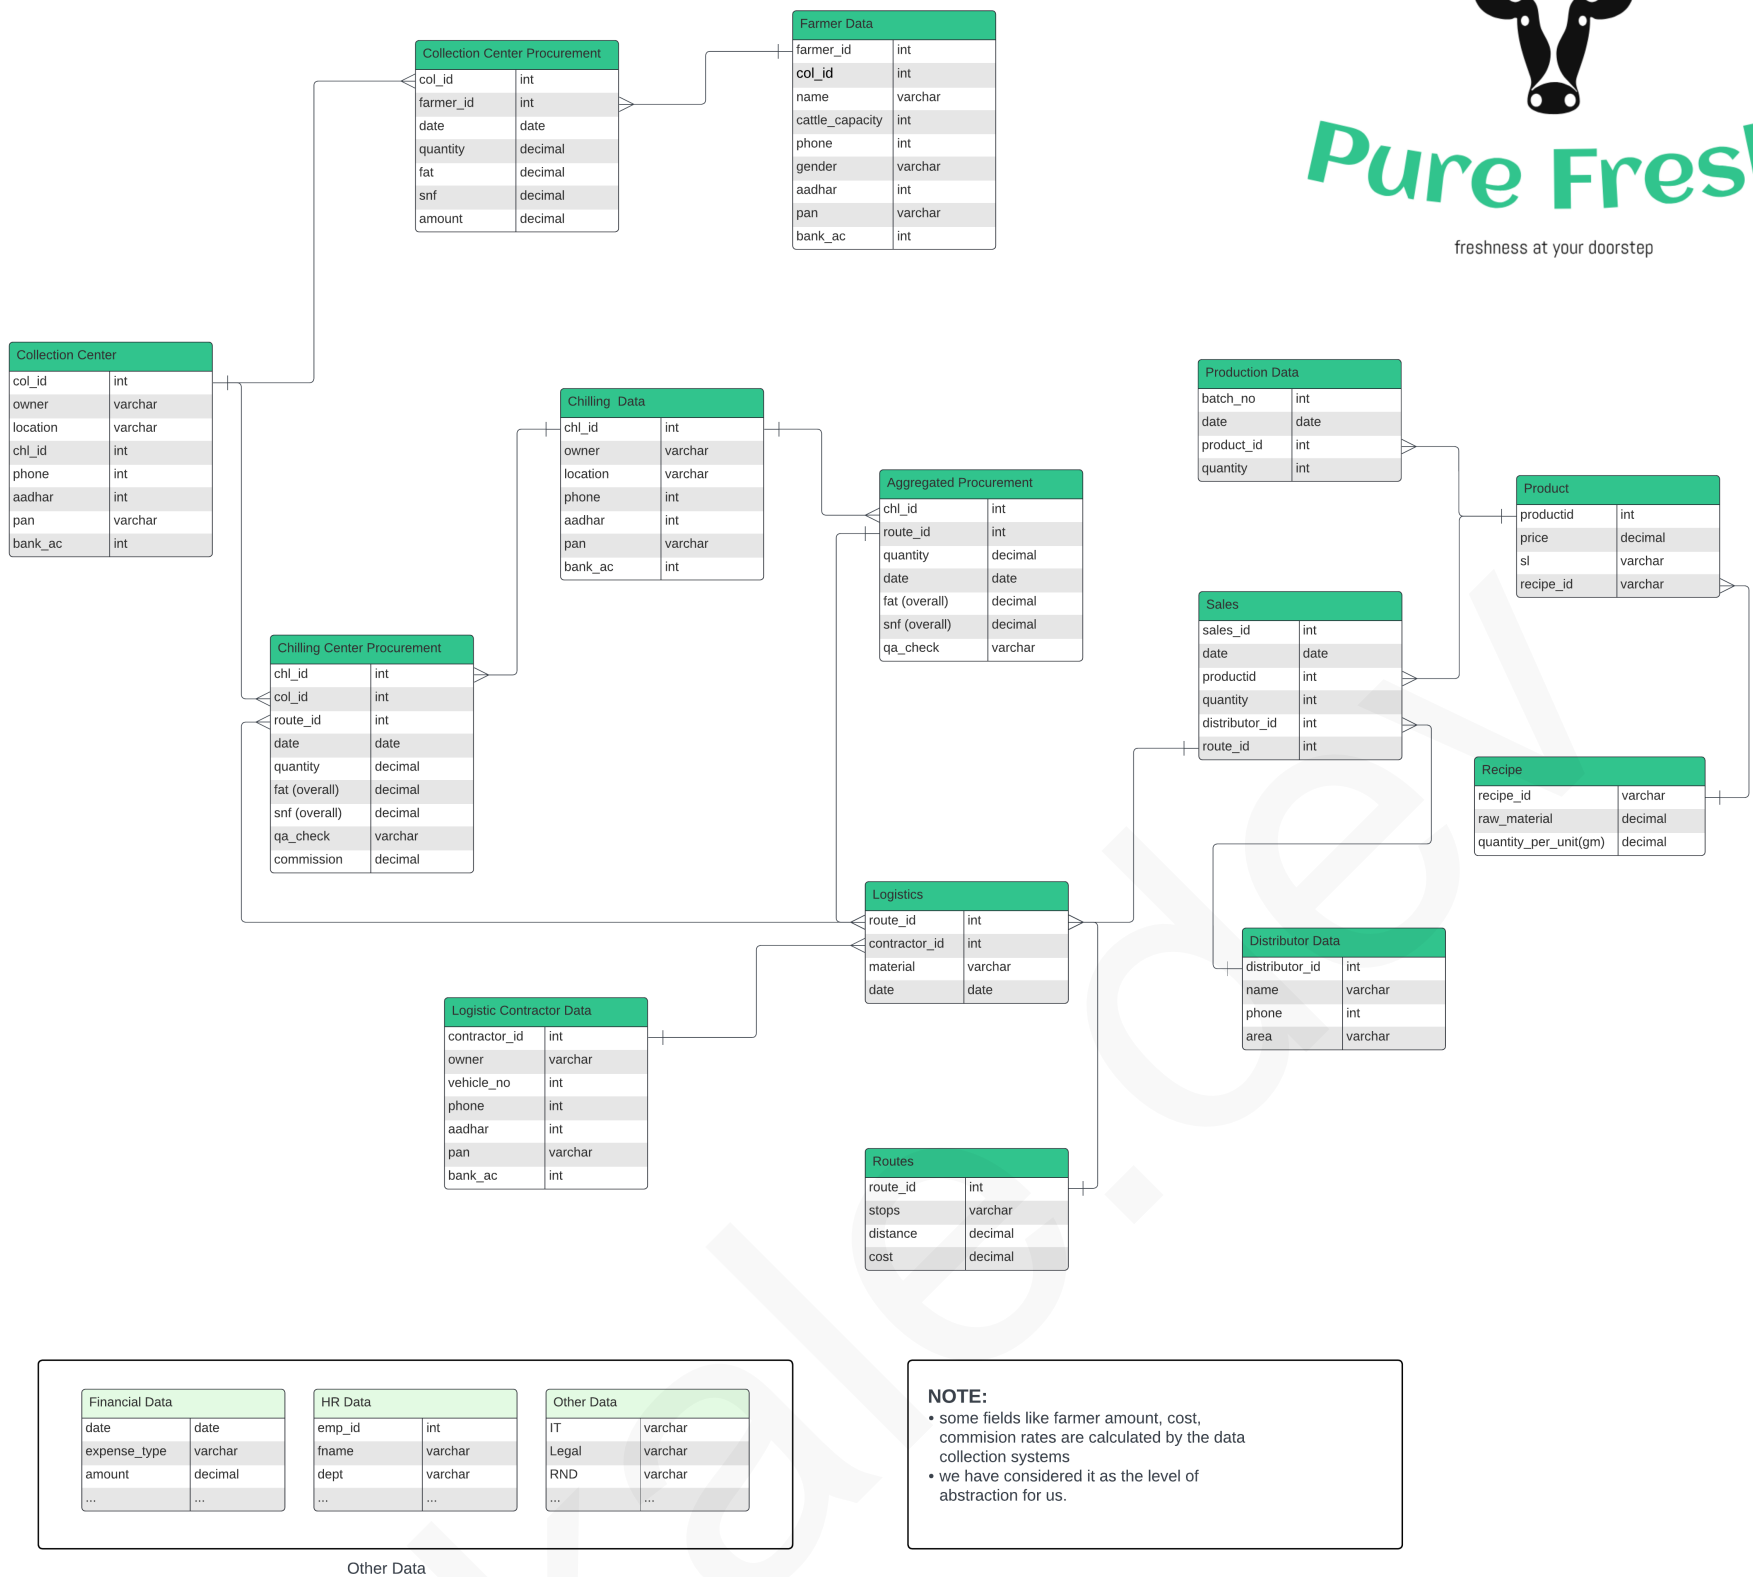 Collection Center Procurement
col_id int
farmer_id int
date date
quantity decimal
fat decimal
snf decimal
amount decimal
Farmer Data
farmer_id int
col_id int
name varchar
cattle_capacity int
phone int
gender varchar
aadhar int
pan varchar
bank_ac int
Pure Fresh
freshness at your doorstep
Collection Center
col_id int
owner varchar
location varchar
chl_id int
phone int
aadhar int
pan varchar
bank_ac int
Chilling Data
chl_id int
owner varchar
location varchar
phone int
aadhar int
pan varchar
bank_ac int
Aggregated Procurement
chl_id int
route_id int
quantity decimal
date date
fat (overall) decimal
snf (overall) decimal
qa_check varchar
Production Data
batch_no int
date date
product_id int
quantity int
Product
productid int
price decimal
sl varchar
recipe_id varchar
Chilling Center Procurement
chl_id int
col_id int
route_id int
date date
quantity decimal
fat (overall) decimal
snf (overall) decimal
qa_check varchar
commission decimal
Sales
sales_id int
date date
productid int
quantity int
distributor_id int
route_id int
Recipe
recipe_id varchar
raw_material decimal
quantity_per_unit(gm) decimal
Logistics
route_id int
contractor_id int
material varchar
date date
Distributor Data
distributor_id int
name varchar
phone int
area varchar
Logistic Contractor Data
contractor_id int
owner varchar
vehicle_no int
phone int
aadhar int
pan varchar
bank_ac int
Routes
route_id int
stops varchar
distance decimal
cost decimal
Financial Data
date date
expense_type varchar
amount decimal
... ...
HR Data
emp_id int
fname varchar
dept varchar
... ...
Other Data
IT varchar
Legal varchar
RND varchar
... ...
Other Data
NOTE:
• some fields like farmer amount, cost,
commision rates are calculated by the data
collection systems
• we have considered it as the level of
abstraction for us.
kale.dev